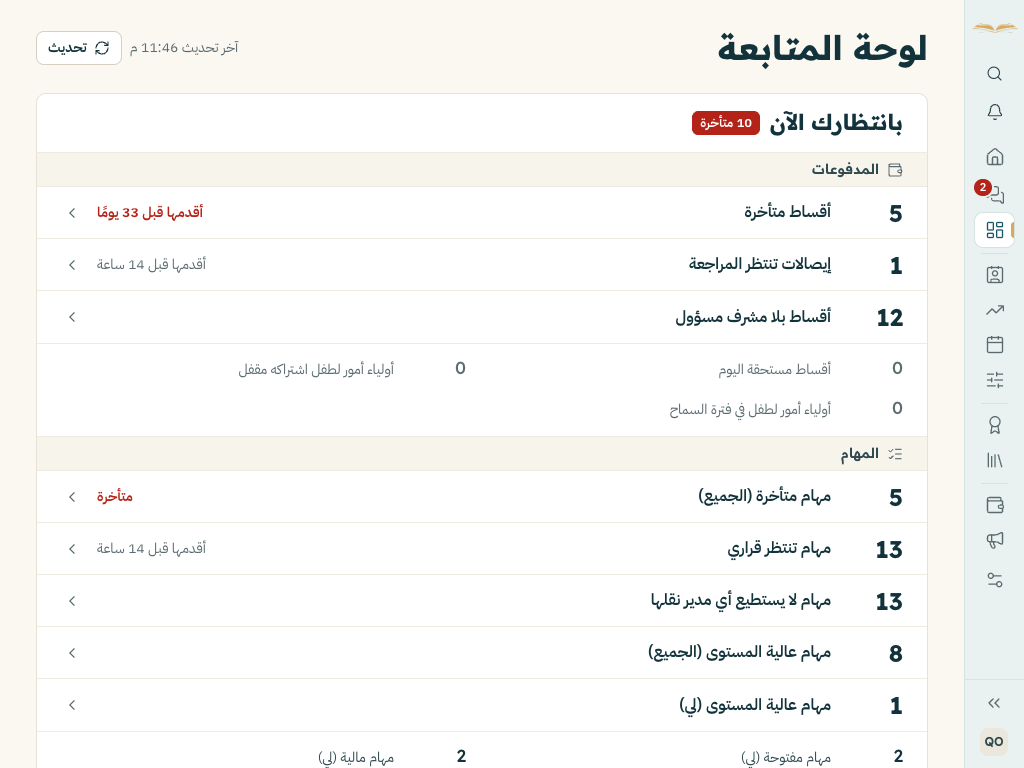 لوحة المتابعة
آخر تحديث 11:46 م
تحديث
بانتظارك الآن
10 متأخرة
المدفوعات
5 أقساط متأخرة أقدمها قبل 33 يومًا
1 إيصالات تنتظر المراجعة أقدمها قبل 14 ساعة
12 أقساط بلا مشرف مسؤول
0 أقساط مستحقة اليوم
0 أولياء أمور لطفل اشتراكه مقفل
0 أولياء أمور لطفل في فترة السماح
المهام
5 مهام متأخرة (الجميع) متأخرة
13 مهام تنتظر قراري أقدمها قبل 14 ساعة
13 مهام لا يستطيع أي مدير نقلها
8 مهام عالية المستوى (الجميع)
1 مهام عالية المستوى (لي)
2 مهام مفتوحة (لي)
2 مهام مالية (لي)
2
QO